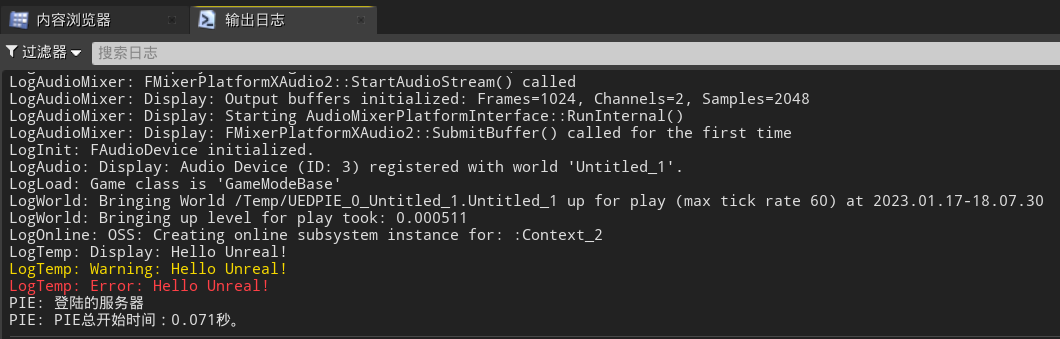 内容浏览器
输出日志
过滤器
搜索日志
LogAudioMixer: FMixerPlatformXAudio2::StartAudioStream() called
LogAudioMixer: Display: Output buffers initialized: Frames=1024, Channels=2, Samples=2048
LogAudioMixer: Display: Starting AudioMixerPlatformInterface::RunInternal()
LogAudioMixer: Display: FMixerPlatformXAudio2::SubmitBuffer() called for the first time
LogInit: FAudioDevice initialized.
LogAudio: Display: Audio Device (ID: 3) registered with world 'Untitled_1'.
LogLoad: Game class is 'GameModeBase'
LogWorld: Bringing World /Temp/UEDPIE_0_Untitled_1.Untitled_1 up for play (max tick rate 60) at 2023.01.17-18.07.30
LogWorld: Bringing up level for play took: 0.000511
LogOnline: OSS: Creating online subsystem instance for: :Context_2
LogTemp: Display: Hello Unreal!
LogTemp: Warning: Hello Unreal!
LogTemp: Error: Hello Unreal!
PIE: 登陆的服务器
PIE: PIE总开始时间：0.071秒。